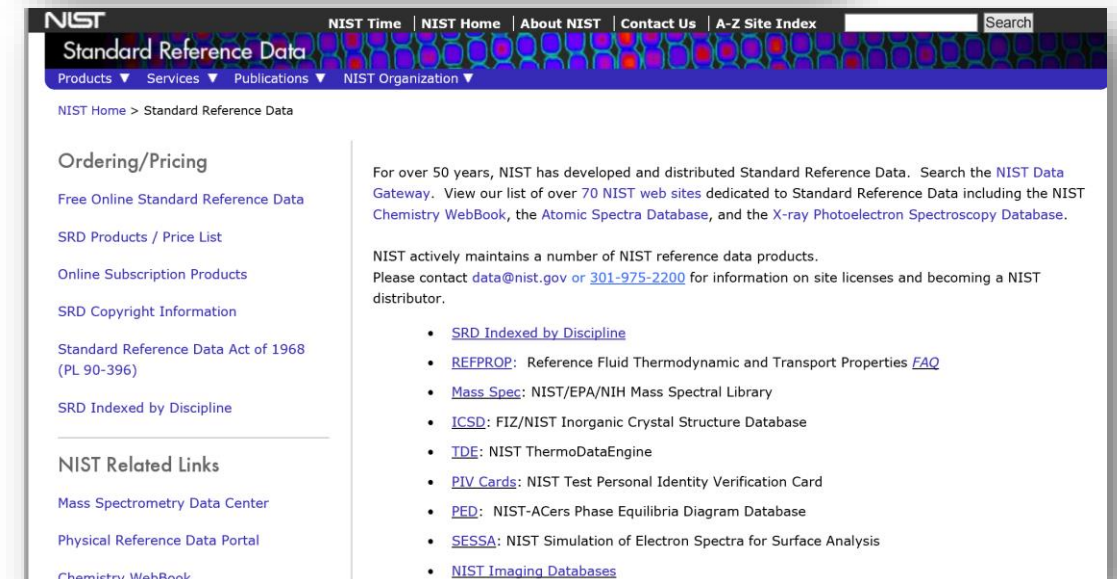 NIST
NIST Time | NIST Home | About NIST | Contact Us | A-Z Site Index
Search
Standard Reference Data
Products ▼ Services ▼ Publications ▼ NIST Organization ▼
NIST Home > Standard Reference Data
Ordering/Pricing
Free Online Standard Reference Data
SRD Products / Price List
Online Subscription Products
SRD Copyright Information
Standard Reference Data Act of 1968
(PL 90-396)
SRD Indexed by Discipline
NIST Related Links
Mass Spectrometry Data Center
Physical Reference Data Portal
Chemistry WebBook
For over 50 years, NIST has developed and distributed Standard Reference Data. Search the NIST Data
Gateway. View our list of over 70 NIST web sites dedicated to Standard Reference Data including the NIST
Chemistry WebBook, the Atomic Spectra Database, and the X-ray Photoelectron Spectroscopy Database.
NIST actively maintains a number of NIST reference data products.
Please contact data@nist.gov or 301-975-2200 for information on site licenses and becoming a NIST
distributor.
• SRD Indexed by Discipline
• REFPROP: Reference Fluid Thermodynamic and Transport Properties FAQ
• Mass Spec: NIST/EPA/NIH Mass Spectral Library
• ICSD: FIZ/NIST Inorganic Crystal Structure Database
• TDE: NIST ThermoDataEngine
• PIV Cards: NIST Test Personal Identity Verification Card
• PED: NIST-ACers Phase Equilibria Diagram Database
• SESSA: NIST Simulation of Electron Spectra for Surface Analysis
• NIST Imaging Databases